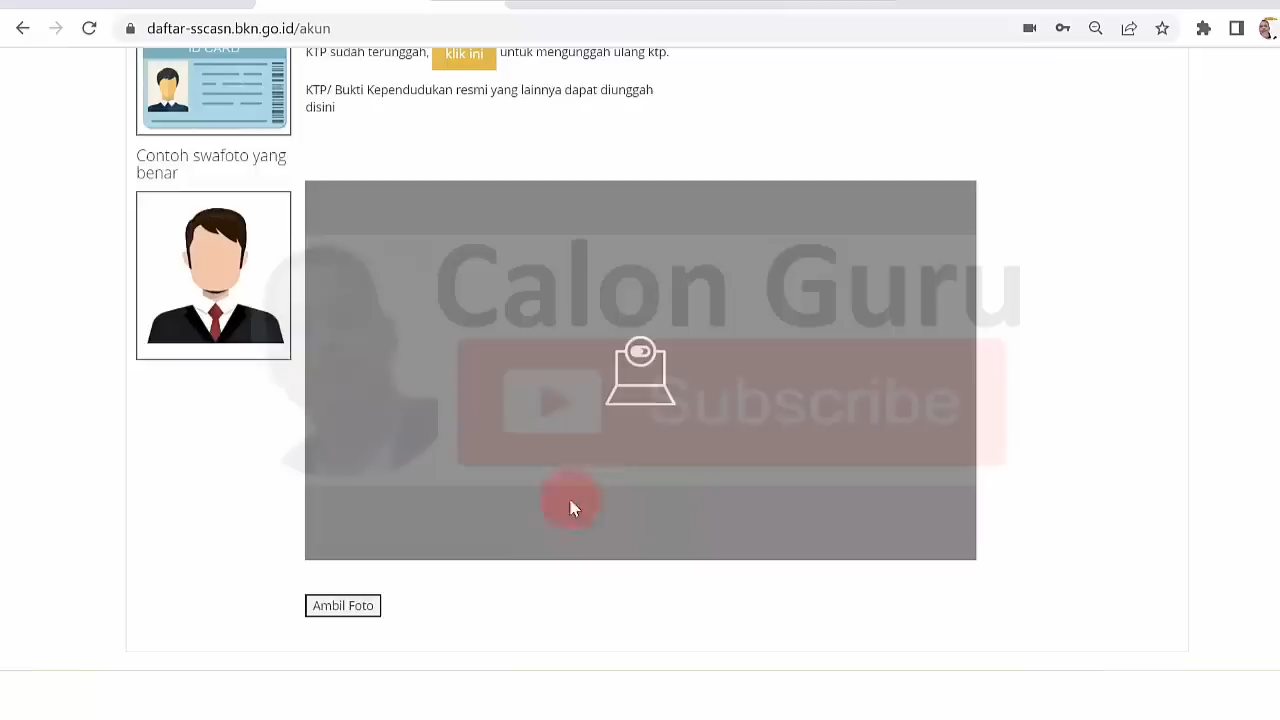 daftar-sscasn.bkn.go.id/akun
ID CARD
KTP sudah terunggah, klik ini untuk mengunggah ulang ktp.
KTP/ Bukti Kependudukan resmi yang lainnya dapat diunggah
disini
Contoh swafoto yang
benar
Calon Guru
Subscribe
Ambil Foto